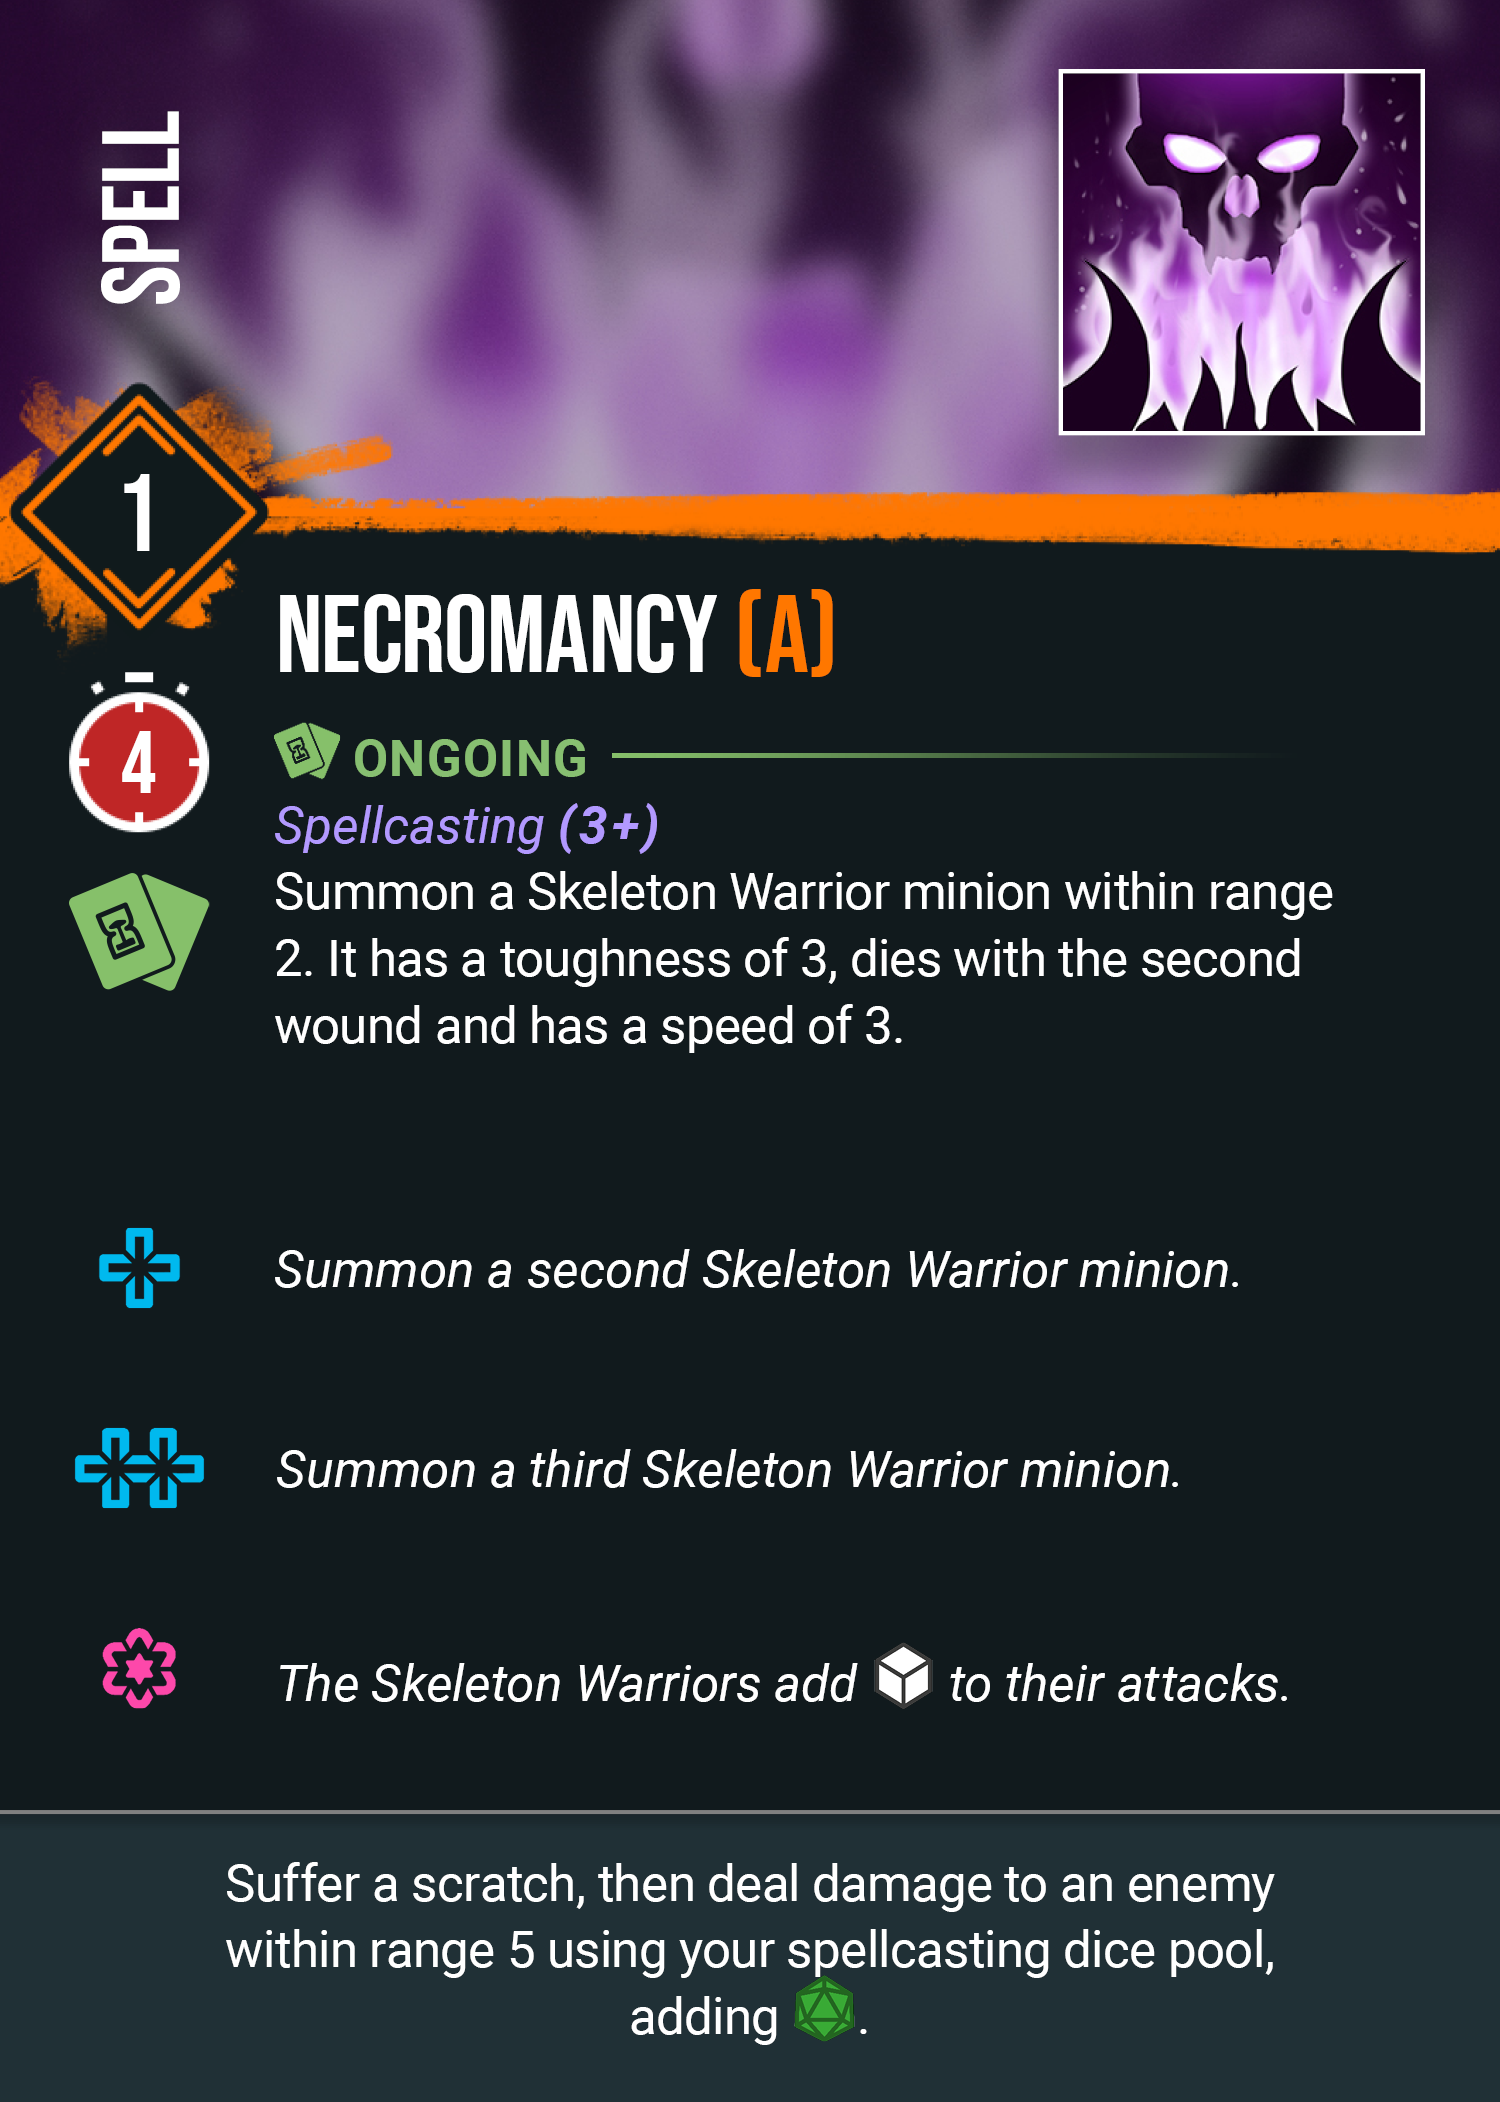 SPELL
1
NECROMANCY (A)
4
ONGOING
Spellcasting (3+)
Summon a Skeleton Warrior minion within range
2. It has a toughness of 3, dies with the second
wound and has a speed of 3.
Summon a second Skeleton Warrior minion.
Summon a third Skeleton Warrior minion.
The Skeleton Warriors add to their attacks.
Suffer a scratch, then deal damage to an enemy
within range 5 using your spellcasting dice pool,
adding .